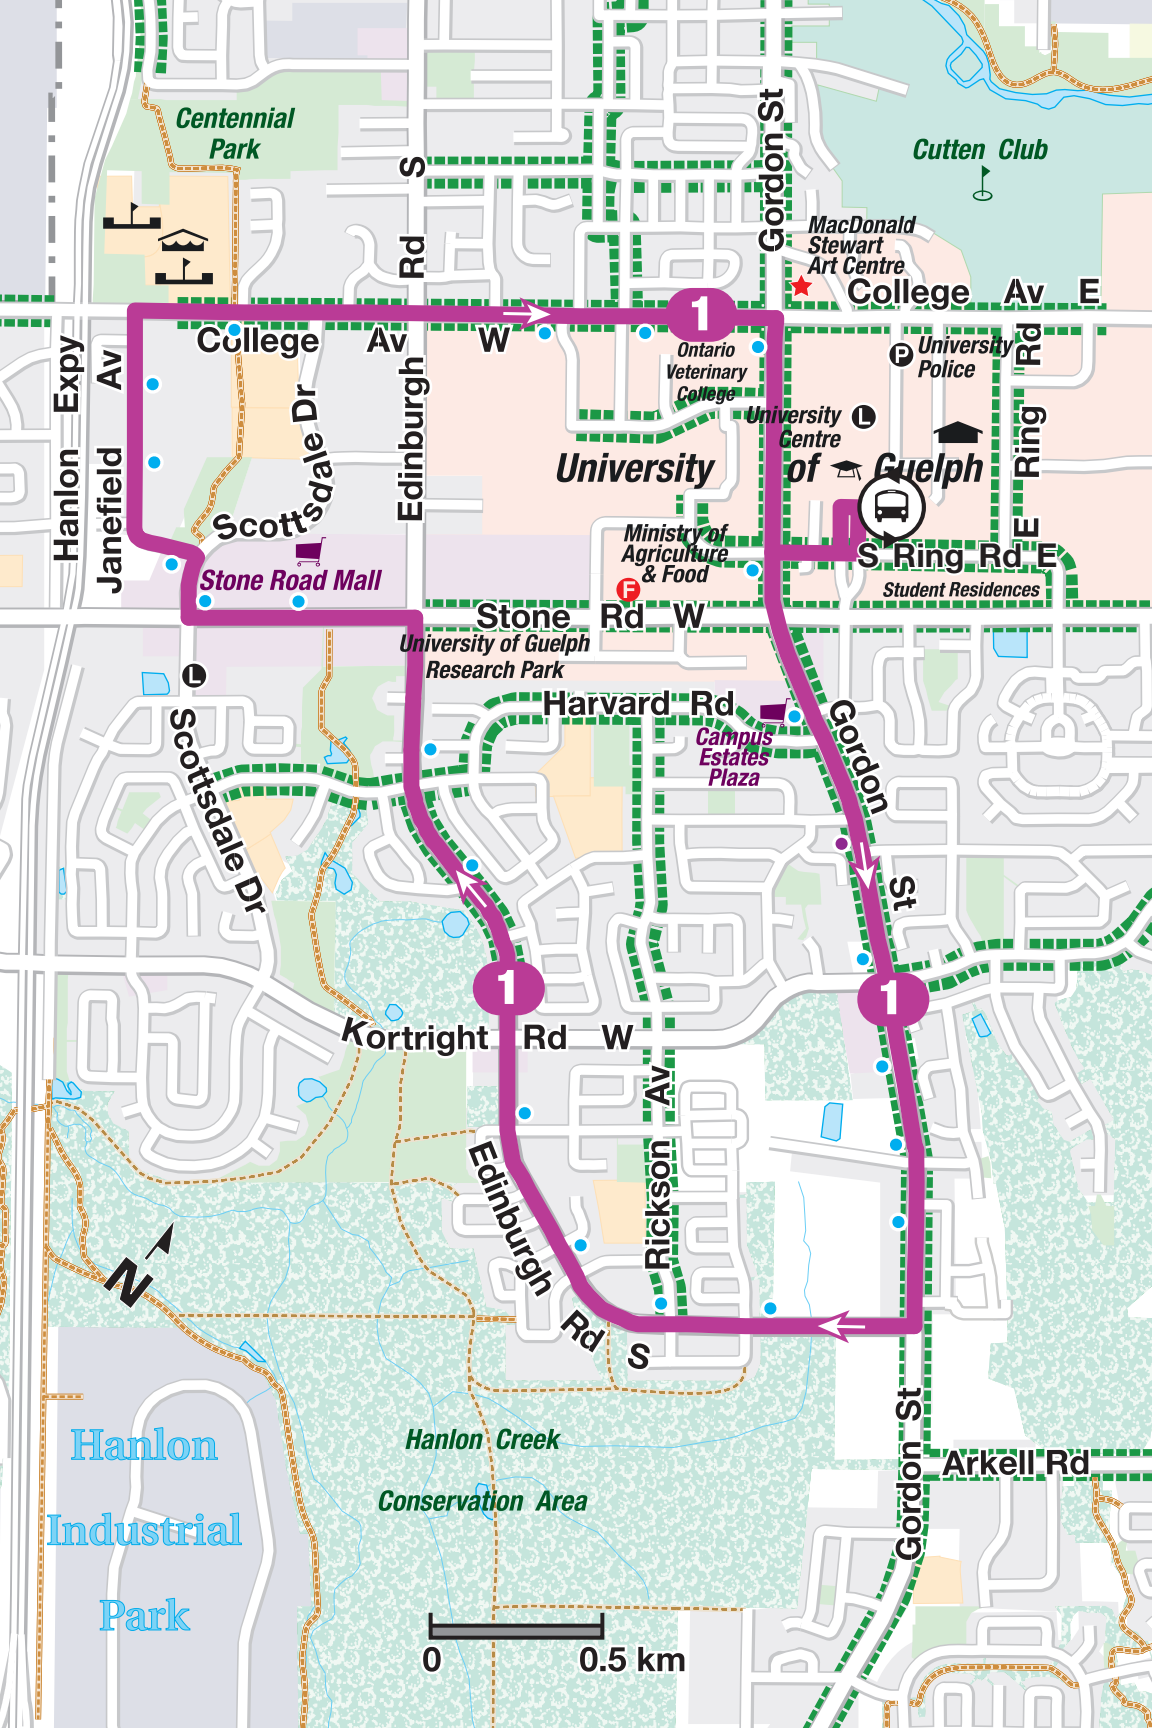 Centennial
Park
Rd S
Gordon St
Cutten Club
MacDonald
Stewart
Art Centre
College Av E
1
College Av W
Ontario
Veterinary
College
University
Police
P
Hanlon Expy
Janefield Av
Scottsdale Dr
Edinburgh
University
Centre
L
Ring Rd
E
University of Guelph
Ministry of
Agriculture
& Food
F
S Ring Rd E
Student Residences
Stone Road Mall
Stone Rd W
University of Guelph
Research Park
L
Scottsdale Dr
Harvard Rd
Campus
Estates
Plaza
Gordon St
1
1
Kortright Rd W
Rickson Av
Edinburgh Rd S
N
Gordon St
Arkell Rd
Hanlon
Industrial
Park
Hanlon Creek
Conservation Area
0 0.5 km